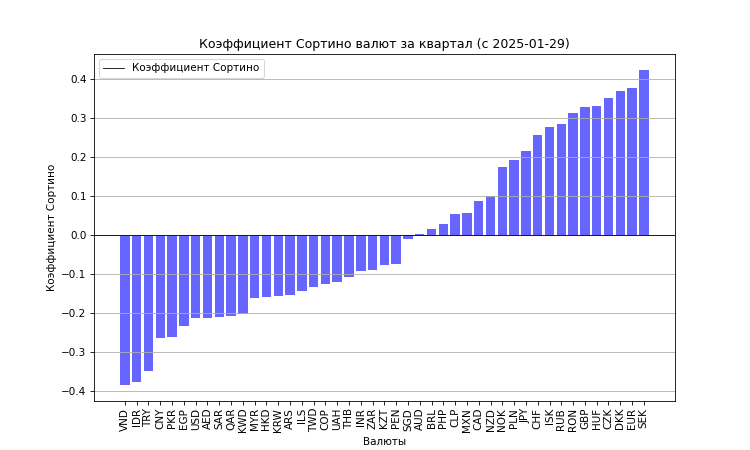 Коэффициент Сортино валют за квартал (с 2025-01-29)
Коэффициент Сортино
Коэффициент Сортино
0.4
0.3
0.2
0.1
0.0
−0.1
−0.2
−0.3
−0.4
VND IDR TRY CNY PKR EGP USD AED SAR QAR KWD MYR HKD KRW ARS ILS TWD COP UAH THB INR ZAR KZT PEN SGD AUD BRL PHP CLP MXN CAD NZD NOK PLN JPY CHF ISK RUB RON GBP HUF CZK DKK EUR SEK
Валюты